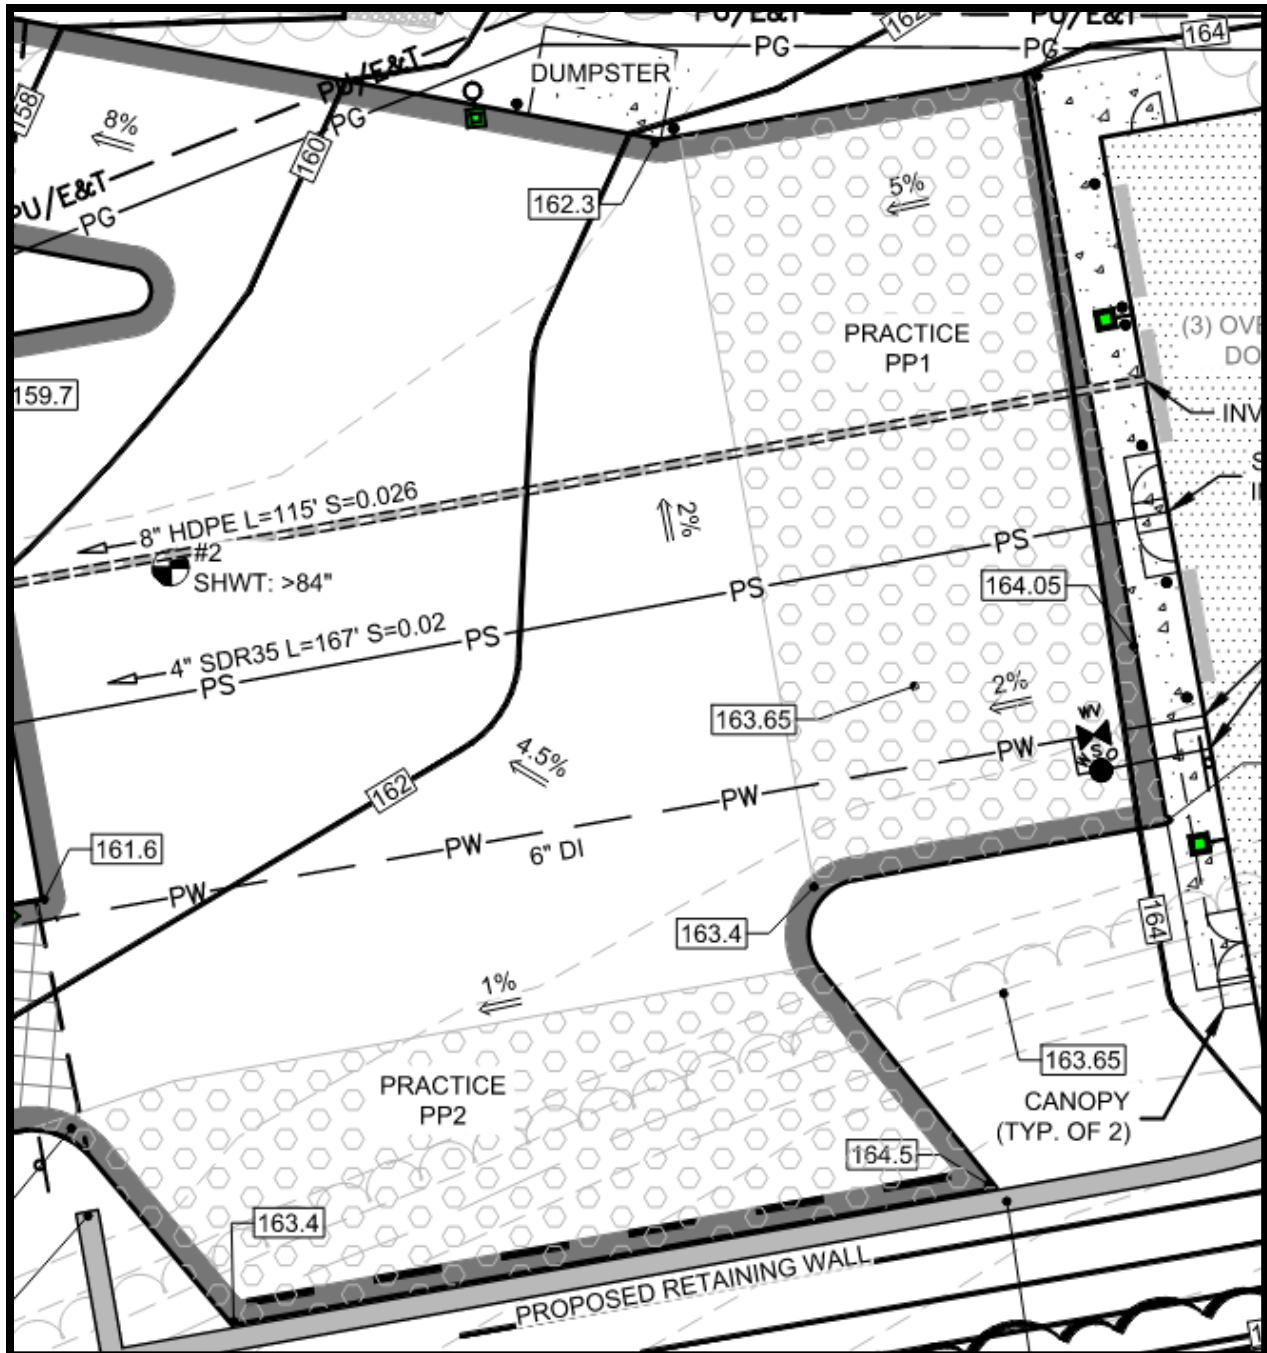 PU/E&T
PU/E&T
162
164
PG
PG
DUMPSTER
PU/E&T
PG
158
8%
160
PU/E&T
PG
162.3
5%
PRACTICE
PP1
(3) OVE
DO
159.7
INV
8" HDPE L=115' S=0.026
#2
SHWT: >84"
2%
PS
PS
164.05
4" SDR35 L=167' S=0.02
PS
PS
163.65
2%
WV
WSO
PW
4.5%
162
PW
PW
6" DI
161.6
PW
163.4
164
1%
163.65
PRACTICE
PP2
CANOPY
(TYP. OF 2)
164.5
163.4
PROPOSED RETAINING WALL